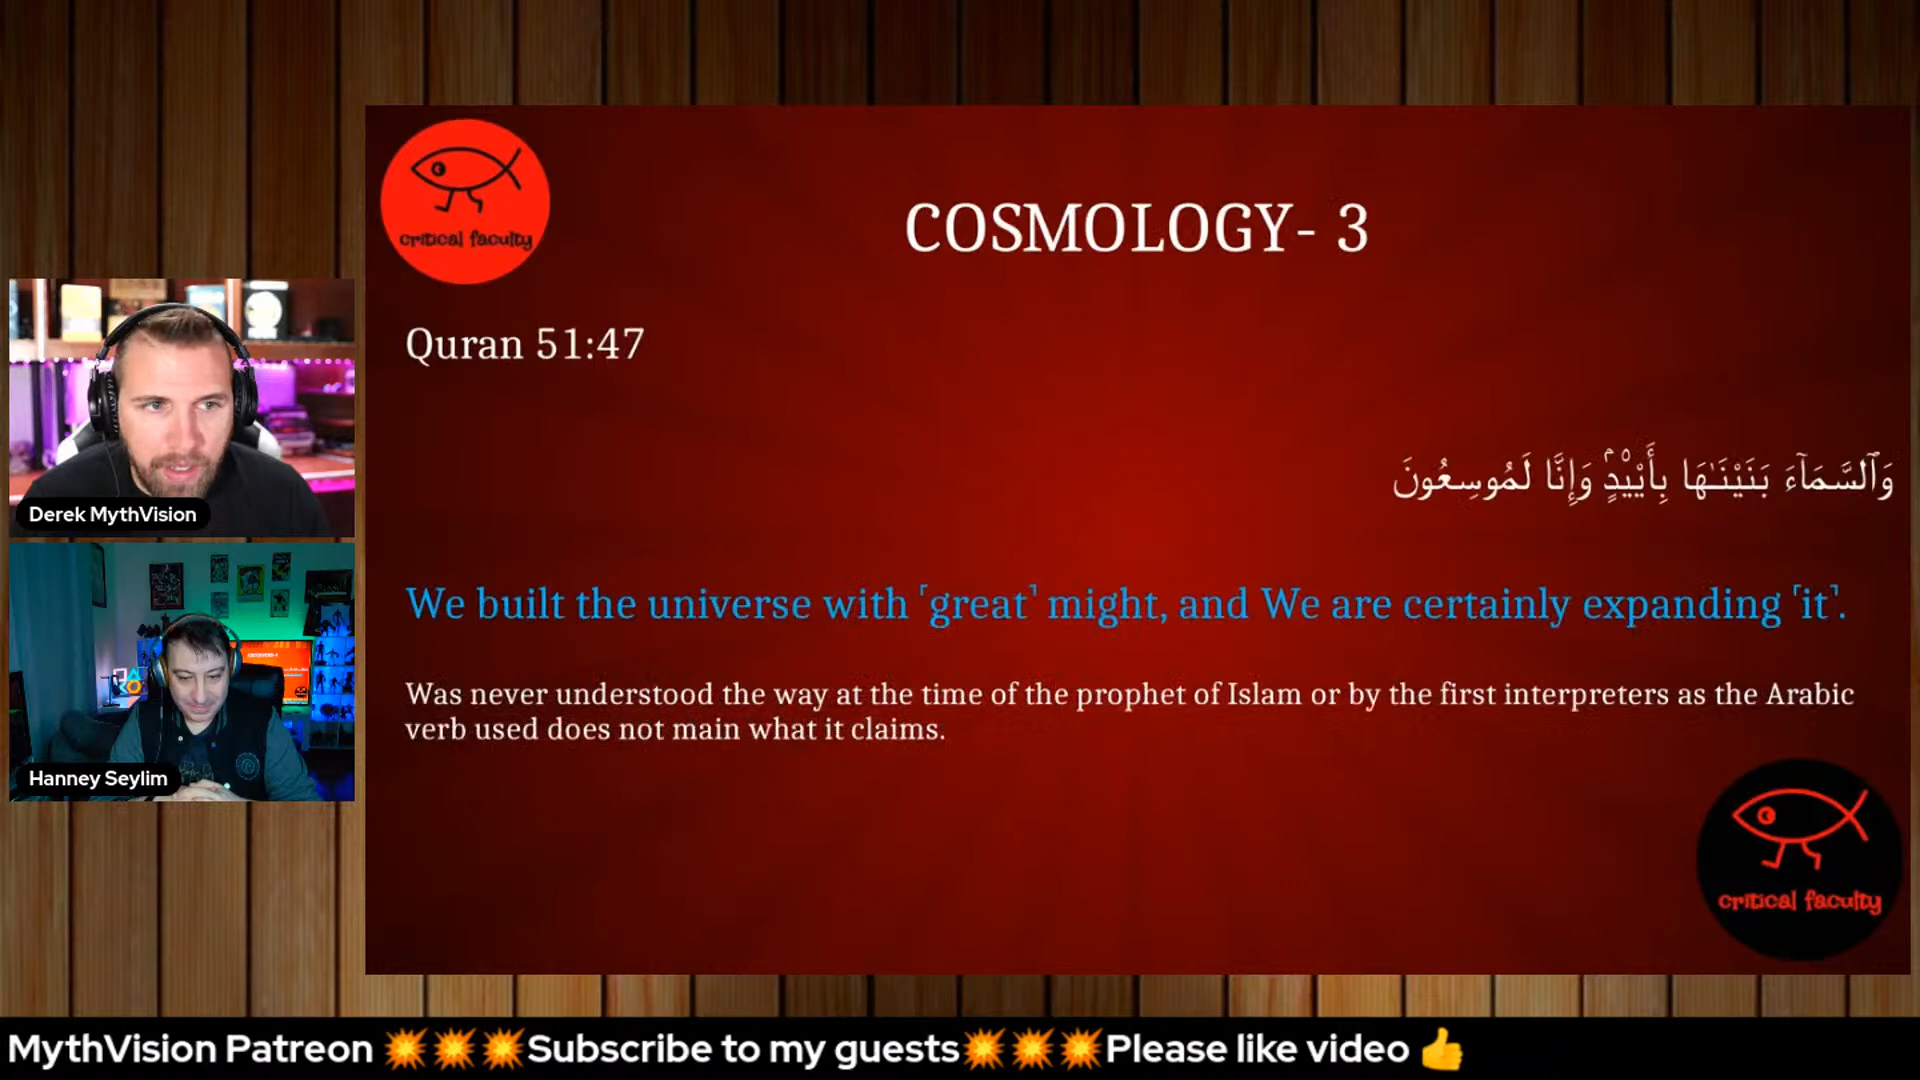 critical faculty
COSMOLOGY- 3
Quran 51:47
وَٱلسَّمَآءَ بَنَيْنَـٰهَا بِأَيْي۟دٍۢ وَإِنَّا لَمُوسِعُونَ
We built the universe with ˹great˺ might, and We are certainly expanding ˹it˺.
Was never understood the way at the time of the prophet of Islam or by the first interpreters as the Arabic
verb used does not main what it claims.
critical faculty
Derek MythVision
Hanney Seylim
MythVision Patreon 💥💥💥Subscribe to my guests💥💥💥Please like video 👍